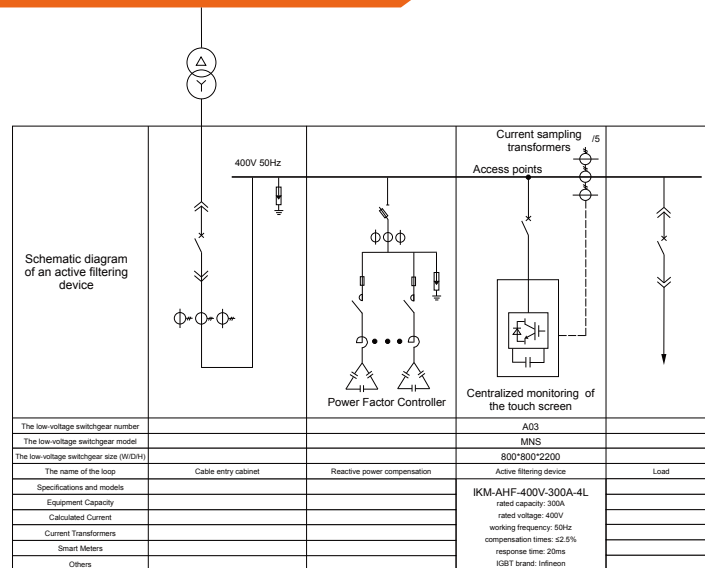 Current sampling
transformers
/5
400V 50Hz
Access points
Schematic diagram
of an active filtering
device
Power Factor Controller
Centralized monitoring of
the touch screen
The low-voltage switchgear number
A03
The low-voltage switchgear model
MNS
The low-voltage switchgear size (W/D/H)
800*800*2200
The name of the loop
Cable entry cabinet
Reactive power compensation
Active filtering device
Load
Specifications and models
IKM-AHF-400V-300A-4L
Equipment Capacity
rated capacity: 300A
rated voltage: 400V
Calculated Current
working frequency: 50Hz
Current Transformers
compensation times: ≤2.5%
Smart Meters
response time: 20ms
Others
IGBT brand: Infineon